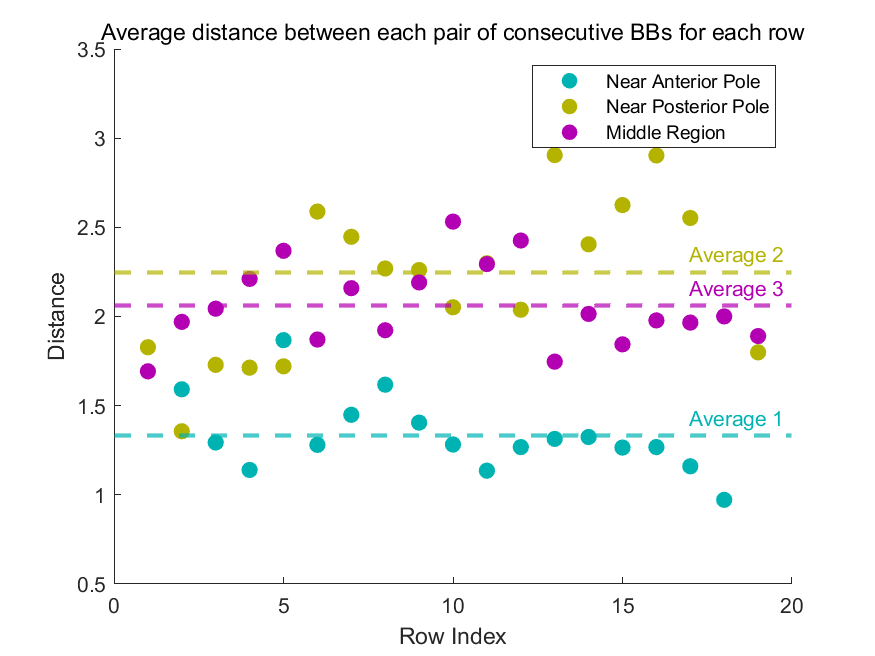 Average distance between each pair of consecutive BBs for each row
3.5
3
2.5
2
1.5
1
0.5
Distance
Near Anterior Pole
Near Posterior Pole
Middle Region
Average 2
Average 3
Average 1
0
5
10
15
20
Row Index